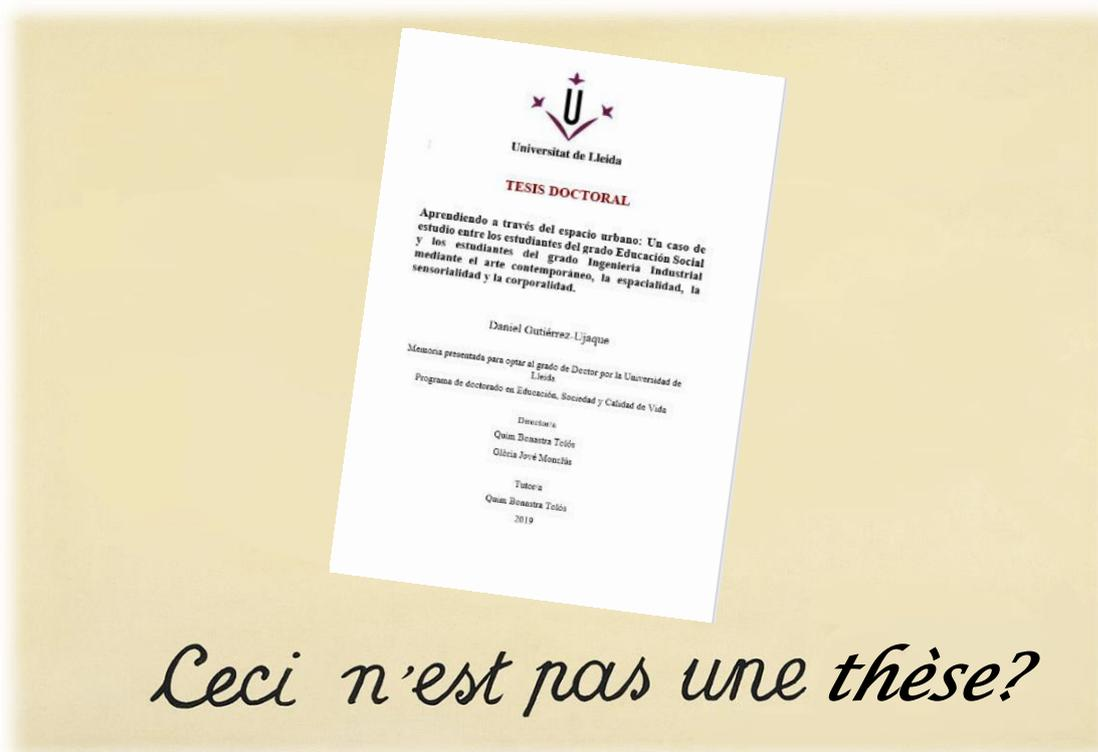 U
Universitat de Lleida
TESIS DOCTORAL
Aprendiendo a través del espacio urbano: Un caso de
estudio entre los estudiantes del grado Educación Social
y los estudiantes del grado Ingeniería Industrial
mediante el arte contemporáneo, la espacialidad, la
sensorialidad y la corporalidad.
Daniel Gutiérrez-Ujaque
Memoria presentada para optar al grado de Doctor por la Universidad de
Lleida
Programa de doctorado en Educación, Sociedad y Calidad de Vida
Director/a
Quim Bonastra Tolós
Glòria Jové Monclús
Tutor/a
Quim Bonastra Tolós
2019
Ceci n'est pas une thèse?